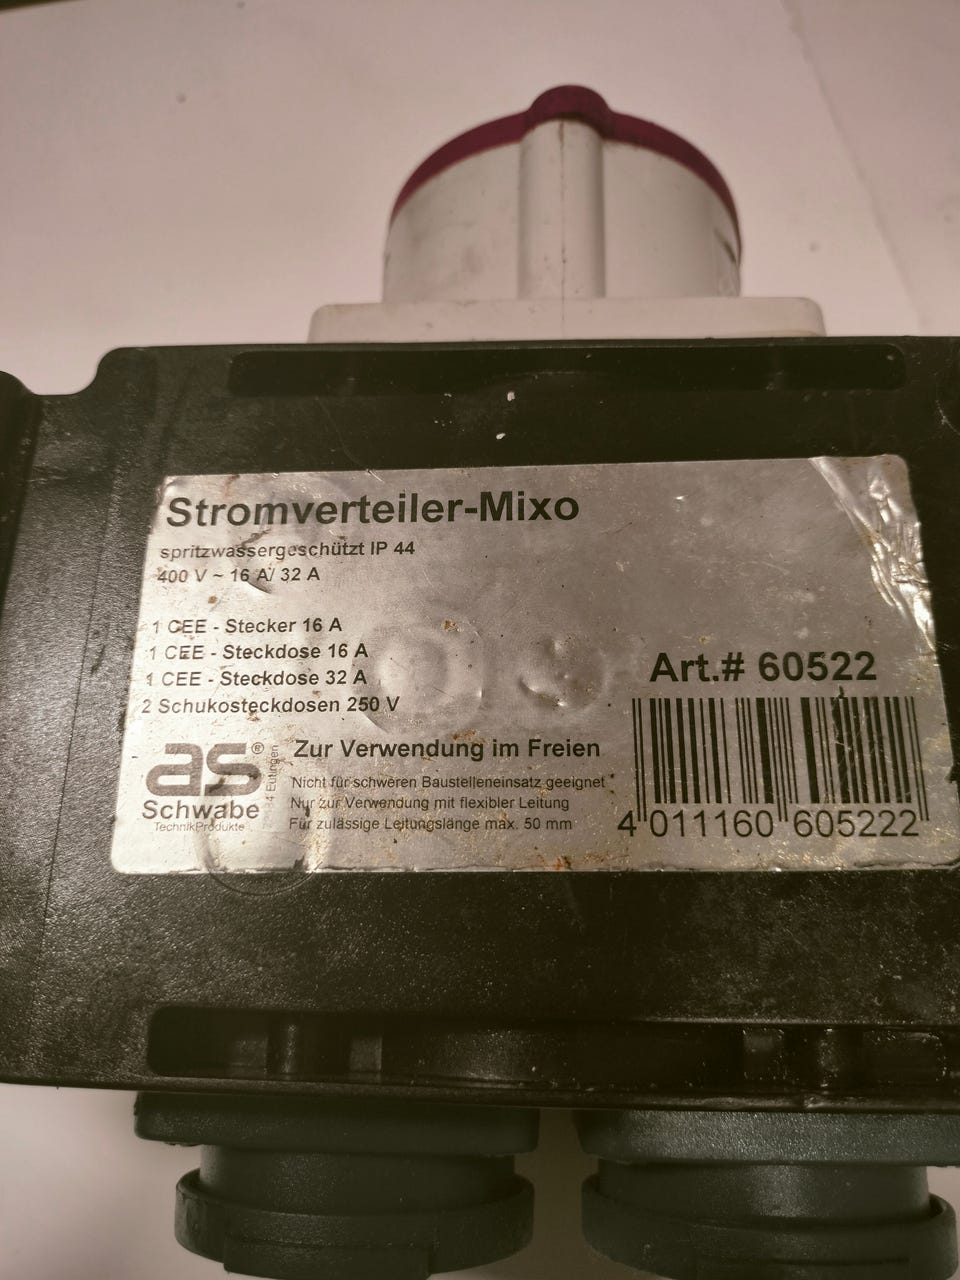 Stromverteiler-Mixo
spritzwassergeschützt IP 44
400 V ~ 16 A/ 32 A
1 CEE - Stecker 16 A
1 CEE - Steckdose 16 A
1 CEE - Steckdose 32 A
2 Schukosteckdosen 250 V
Art.# 60522
as®
Schwabe
TechnikProdukte
Eutingen
Zur Verwendung im Freien
Nicht für schweren Baustelleneinsatz geeignet
Nur zur Verwendung mit flexibler Leitung
Für zulässige Leitungslänge max. 50 mm
4 011160 605222